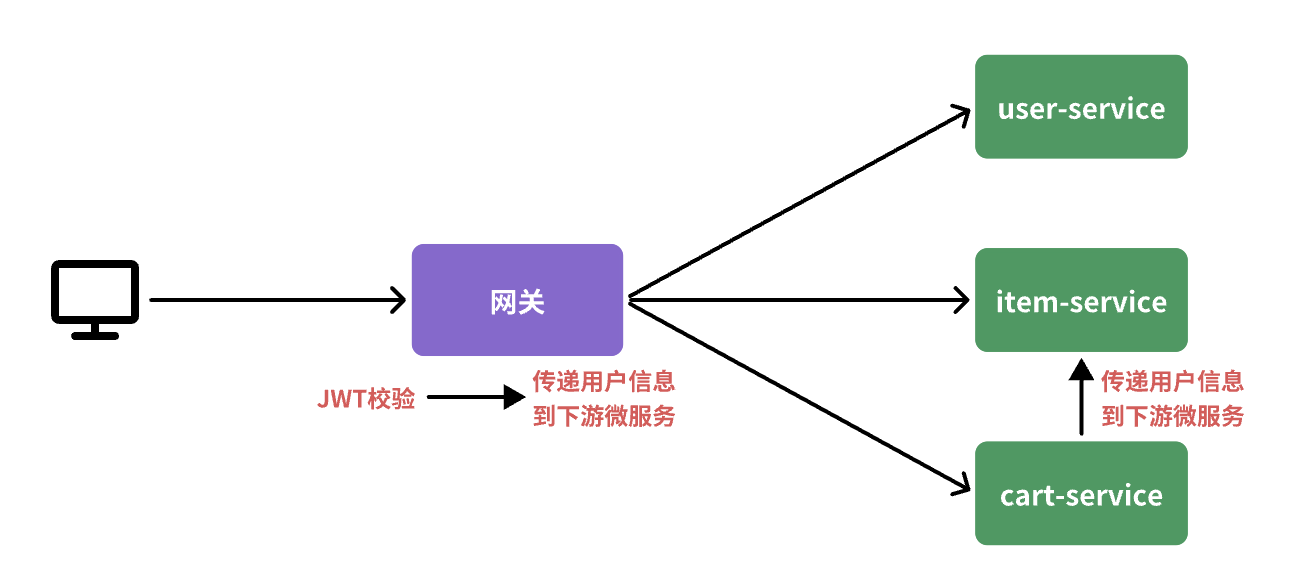 user-service
网关
item-service
JWT校验
传递用户信息
到下游微服务
传递用户信息
到下游微服务
cart-service